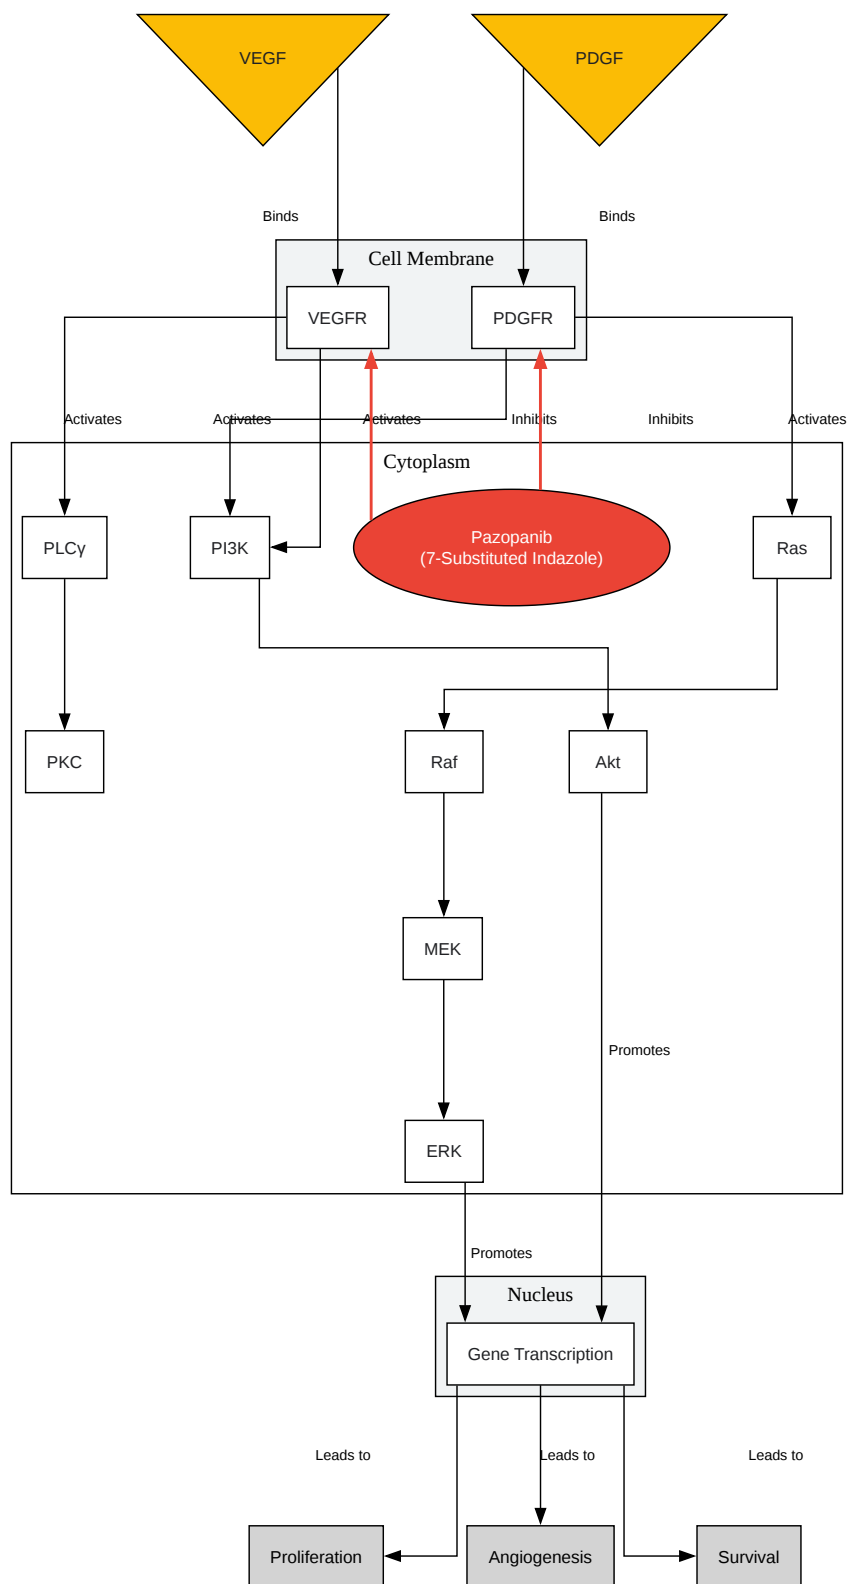 VEGF
PDGF
Binds
Binds
Cell Membrane
VEGFR
PDGFR
Activates
Activates
Activates
Inhibits
Inhibits
Activates
Cytoplasm
PLCγ
PI3K
Pazopanib
(7-Substituted Indazole)
Ras
PKC
Raf
Akt
MEK
Promotes
ERK
Promotes
Nucleus
Gene Transcription
Leads to
Leads to
Leads to
Proliferation
Angiogenesis
Survival